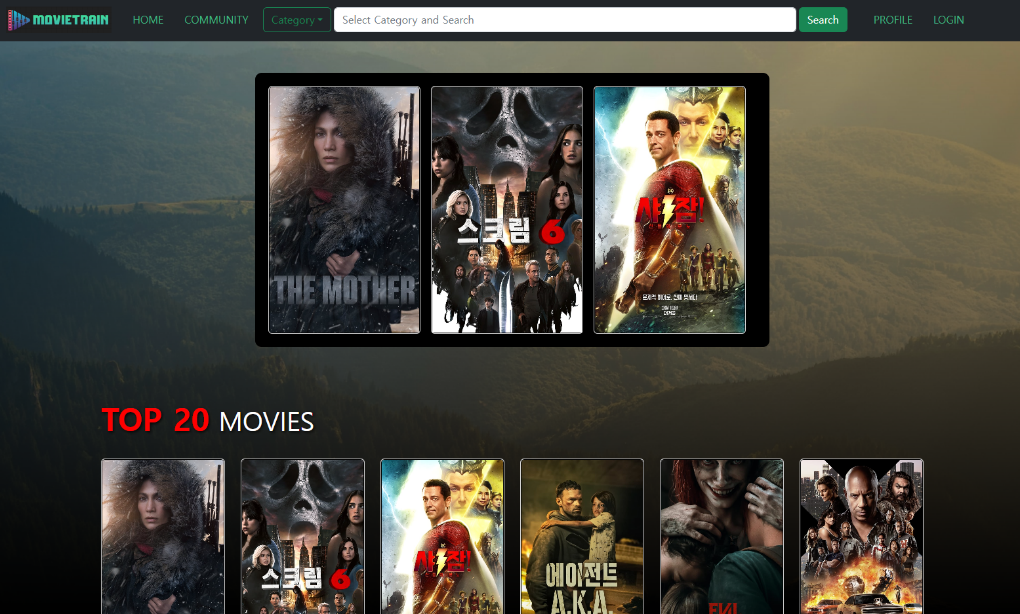 MOVIETRAIN HOME COMMUNITY Category Select Category and Search Search PROFILE LOGIN
THE MOTHER
스크림 6
샤잠!
TOP 20 MOVIES
스크림 6
샤잠!
에이전트
A.K.A.
EVIL